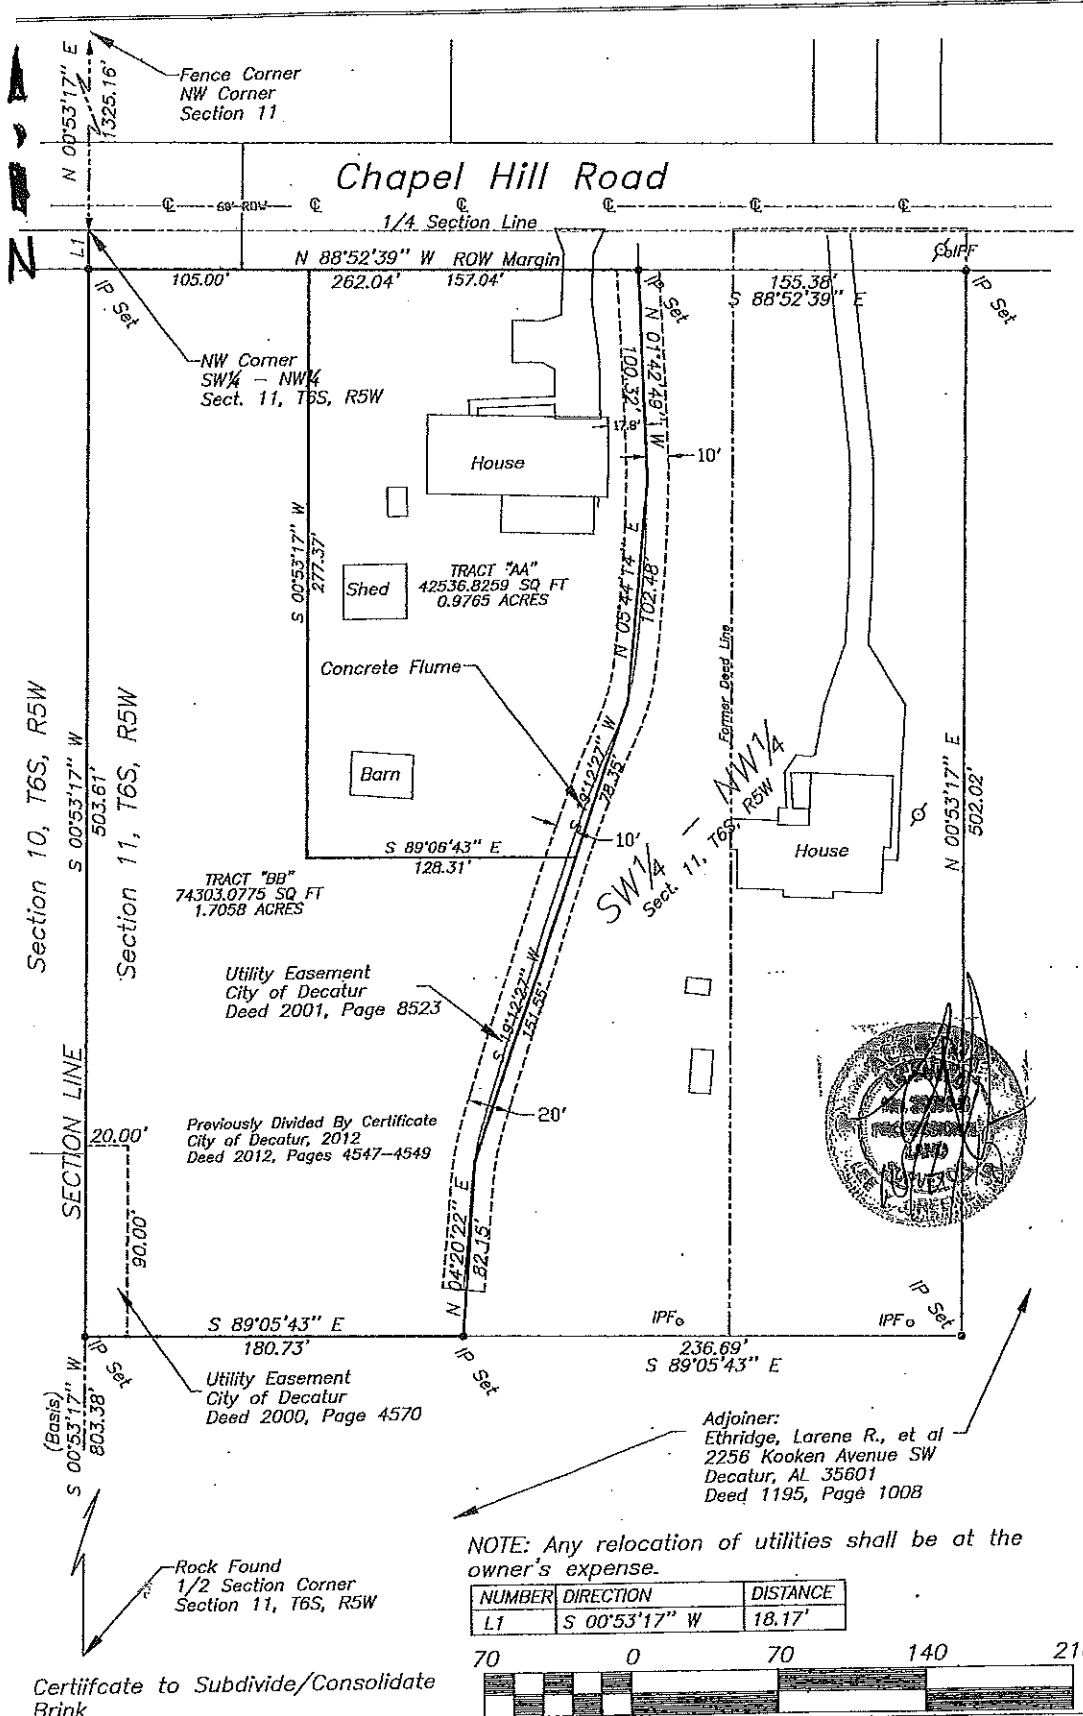 Fence Corner
NW Corner
Section 11
N 00°53'17" E
1325.16'
N
Chapel Hill Road
60' ROW
1/4 Section Line
L1
N 88°52'39" W ROW Margin
105.00'
262.04'
157.04'
155.38'
S 88°52'39" E
IPF
IP Set
IP Set
IP Set
NW Corner
SW¼ - NW¼
Sect. 11, T6S, R5W
N 01°42'49" W
100.32'
17.8'
10'
House
S 00°53'17" W
277.37'
Shed
TRACT "AA"
42536.8259 SQ FT
0.9765 ACRES
N 05°44'14" E
102.48'
Concrete Flume
Former Deed Line
Section 10, T6S, R5W
S 00°53'17" W
503.61'
Section 11, T6S, R5W
Barn
S 19°12'27" W
78.35'
SW1/4 - NW1/4
Sect. 11, T6S, R5W
N 00°53'17" E
502.02'
House
10'
S 89°06'43" E
128.31'
TRACT "BB"
74303.0775 SQ FT
1.7058 ACRES
Utility Easement
City of Decatur
Deed 2001, Page 8523
S 19°12'27" W
151.55'
SECTION LINE
20.00'
90.00'
Previously Divided By Certificate
City of Decatur, 2012
Deed 2012, Pages 4547-4549
20'
LAND
N 04°20'22" E
82.15'
S 89°05'43" E
180.73'
IPF
IPF
IP Set
236.69'
S 89°05'43" E
IP Set
IP Set
Utility Easement
City of Decatur
Deed 2000, Page 4570
(Basis)
S 00°53'17" W
803.38'
Adjoiner:
Ethridge, Larene R., et al
2256 Kooken Avenue SW
Decatur, AL 35601
Deed 1195, Page 1008
NOTE: Any relocation of utilities shall be at the
owner's expense.
Rock Found
1/2 Section Corner
Section 11, T6S, R5W
NUMBER DIRECTION DISTANCE
L1 S 00°53'17" W 18.17'
70 0 70 140
Certiifcate to Subdivide/Consolidate
Brink